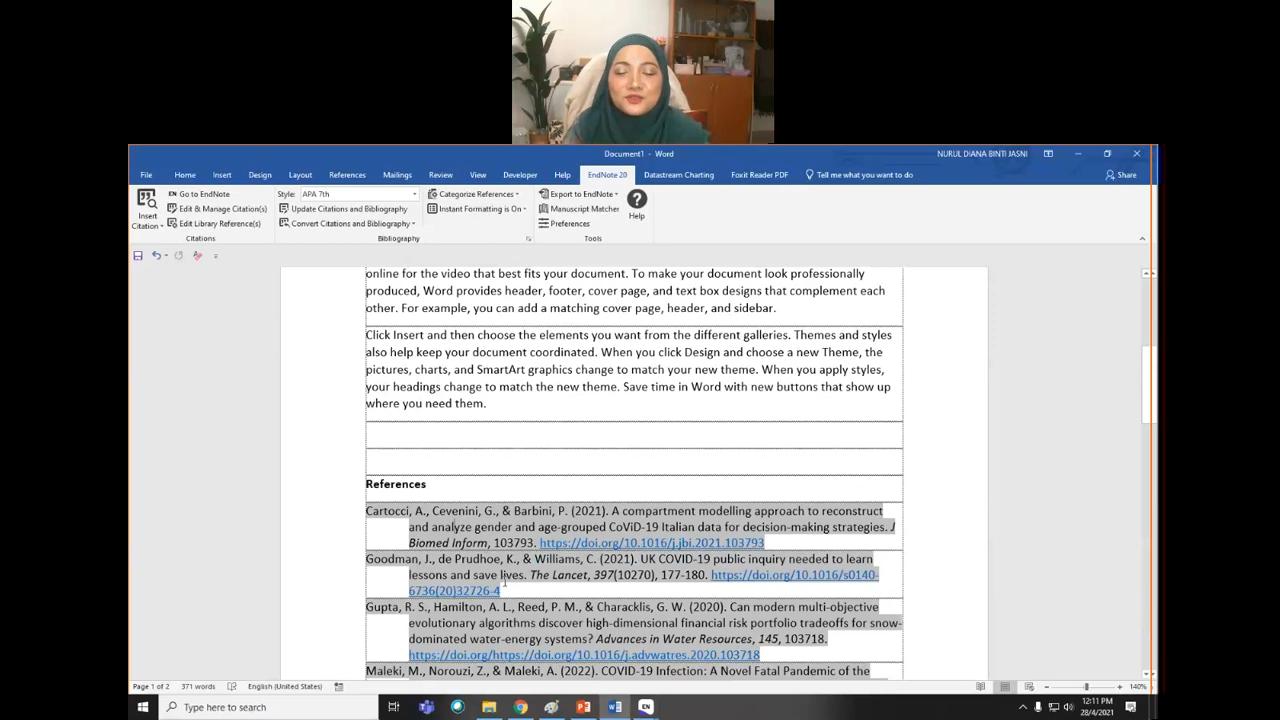 Document1 - Word
NURUL DIANA BINTI JASNI
File Home Insert Design Layout References Mailings Review View Developer Help EndNote 20 Datastream Charting Foxit Reader PDF Tell me what you want to do Share
Insert Citation
Go to EndNote
Edit & Manage Citation(s)
Edit Library Reference(s)
Citations
Style: APA 7th
Update Citations and Bibliography
Convert Citations and Bibliography
Categorize References
Instant Formatting is On
Bibliography
Export to EndNote
Manuscript Matcher
Preferences
Help
Tools
online for the video that best fits your document. To make your document look professionally
produced, Word provides header, footer, cover page, and text box designs that complement each
other. For example, you can add a matching cover page, header, and sidebar.
Click Insert and then choose the elements you want from the different galleries. Themes and styles
also help keep your document coordinated. When you click Design and choose a new Theme, the
pictures, charts, and SmartArt graphics change to match your new theme. When you apply styles,
your headings change to match the new theme. Save time in Word with new buttons that show up
where you need them.
References
Cartocci, A., Cevenini, G., & Barbini, P. (2021). A compartment modelling approach to reconstruct
and analyze gender and age-grouped CoViD-19 Italian data for decision-making strategies. J
Biomed Inform, 103793. https://doi.org/10.1016/j.jbi.2021.103793
Goodman, J., de Prudhoe, K., & Williams, C. (2021). UK COVID-19 public inquiry needed to learn
lessons and save lives. The Lancet, 397(10270), 177-180. https://doi.org/10.1016/s0140-
6736(20)32726-4
Gupta, R. S., Hamilton, A. L., Reed, P. M., & Characklis, G. W. (2020). Can modern multi-objective
evolutionary algorithms discover high-dimensional financial risk portfolio tradeoffs for snow-
dominated water-energy systems? Advances in Water Resources, 145, 103718.
https://doi.org/https://doi.org/10.1016/j.advwatres.2020.103718
Maleki, M., Norouzi, Z., & Maleki, A. (2022). COVID-19 Infection: A Novel Fatal Pandemic of the
Page 1 of 2 371 words English (United States) 140%
Type here to search
EN
12:11 PM
28/4/2021